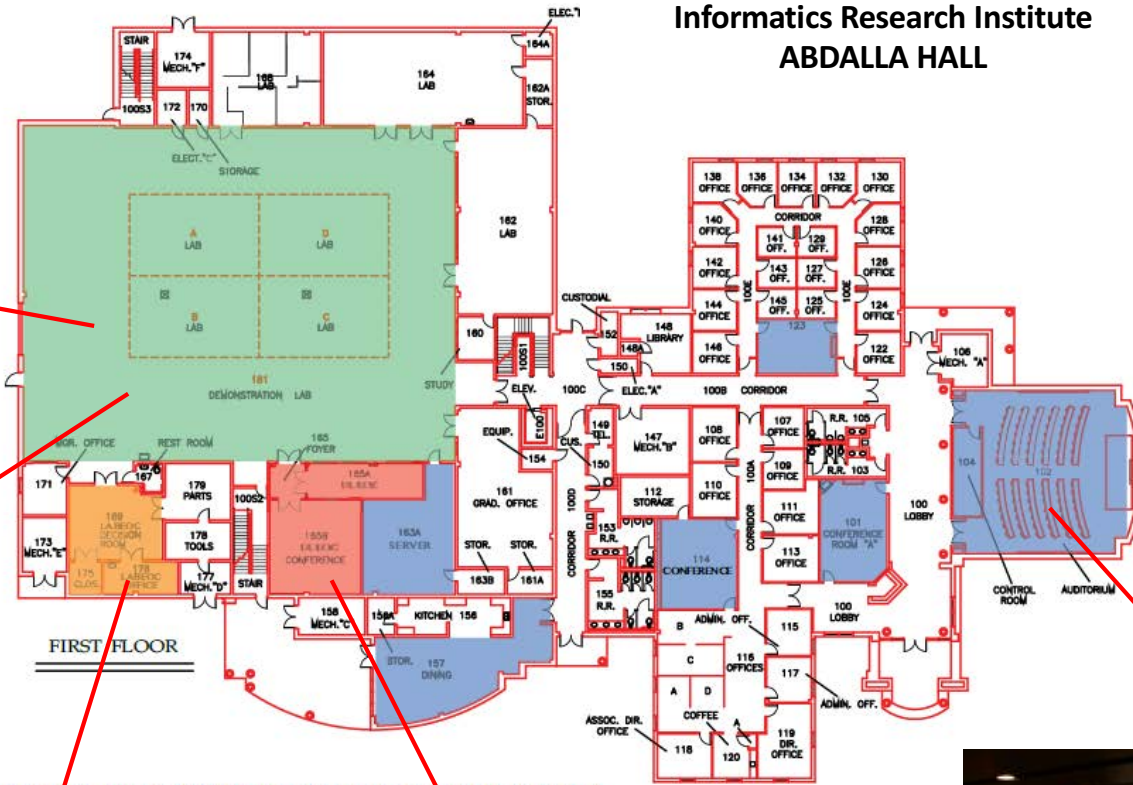 Informatics Research Institute
ABDALLA HALL
STAIR
174
MECH."F"
100S3
172
170
ELECT."C"
STORAGE
168
LAB
164
LAB
164A
162A
STOR.
162
LAB
A
LAB
D
LAB
B
LAB
C
LAB
181
DEMONSTRATION LAB
160
STUDY
100S1
ELEV.
E100
100C
CUSTODIAL
152
148
LIBRARY
148A
150
ELEC."A"
100B CORRIDOR
138
OFFICE
136
OFFICE
134
OFFICE
132
OFFICE
130
OFFICE
CORRIDOR
140
OFFICE
141
OFF.
129
OFF.
128
OFFICE
142
OFFICE
143
OFF.
127
OFF.
126
OFFICE
100E
100E
144
OFFICE
145
OFF.
125
OFF.
124
OFFICE
146
OFFICE
123
122
OFFICE
106
MECH. "A"
OFFICE
REST ROOM
165
FOYER
171
167
179
PARTS
100S2
165A
169
LABEOC
DECISION
ROOM
178
TOOLS
173
MECH."E"
175
CLOS.
176
177
MECH."D"
STAIR
165B
CONFERENCE
163A
SERVER
EQUIP.
154
161
GRAD. OFFICE
STOR.
163B
STOR.
161A
CUS.
149
TEL.
150
100D
CORRIDOR
147
MECH."B"
108
OFFICE
107
OFFICE
R.R. 105
109
OFFICE
R.R. 103
110
OFFICE
100A
CORRIDOR
112
STORAGE
111
OFFICE
113
OFFICE
153
R.R.
155
R.R.
114
CONFERENCE
101
CONFERENCE
ROOM "A"
100
LOBBY
100
LOBBY
104
102
CONTROL
ROOM
AUDITORIUM
158
MECH."C"
158A
KITCHEN
156
STOR.
157
DINING
ADMIN. OFF.
B
C
A
D
115
116
OFFICES
117
ADMIN. OFF.
COFFEE
A
ASSOC. DIR.
OFFICE
118
120
119
DIR.
OFFICE
FIRST FLOOR